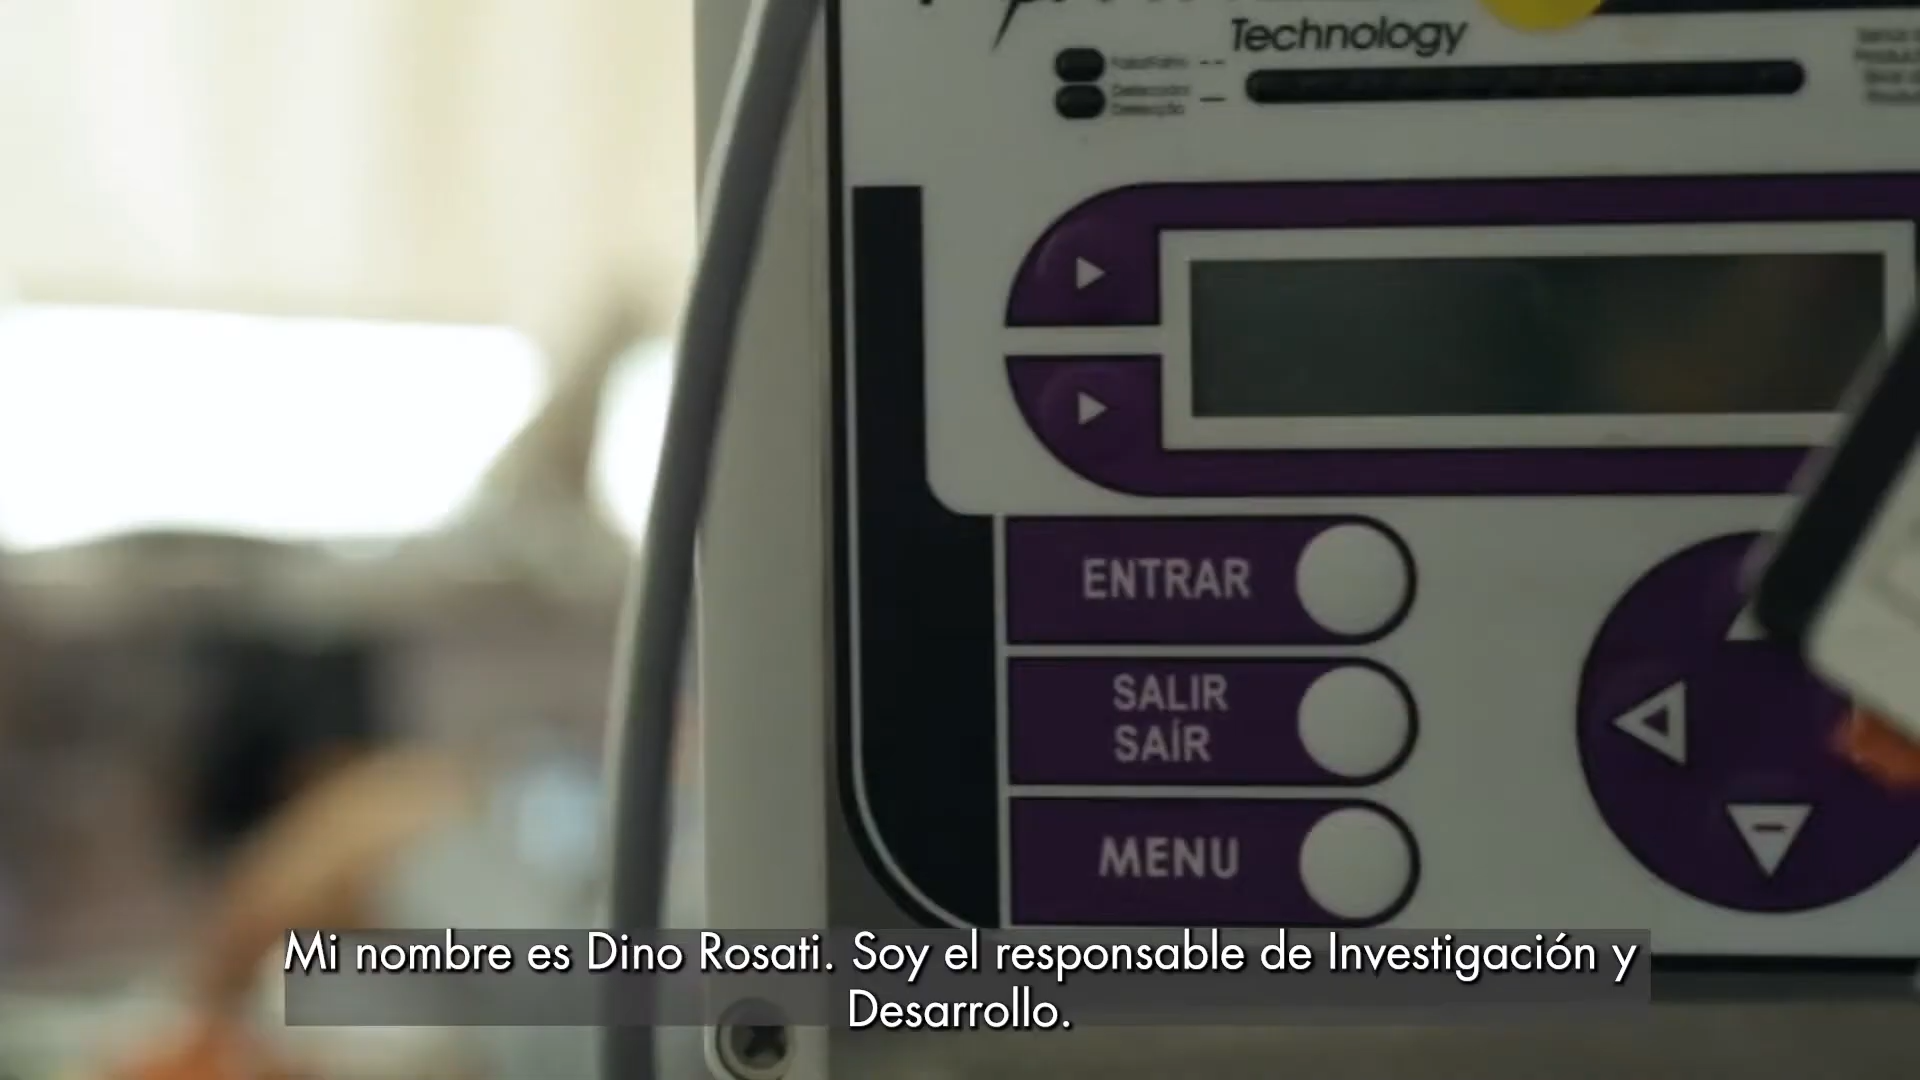 Technology
ENTRAR
SALIR
SAÍR
MENU
Mi nombre es Dino Rosati. Soy el responsable de Investigación y
Desarrollo.